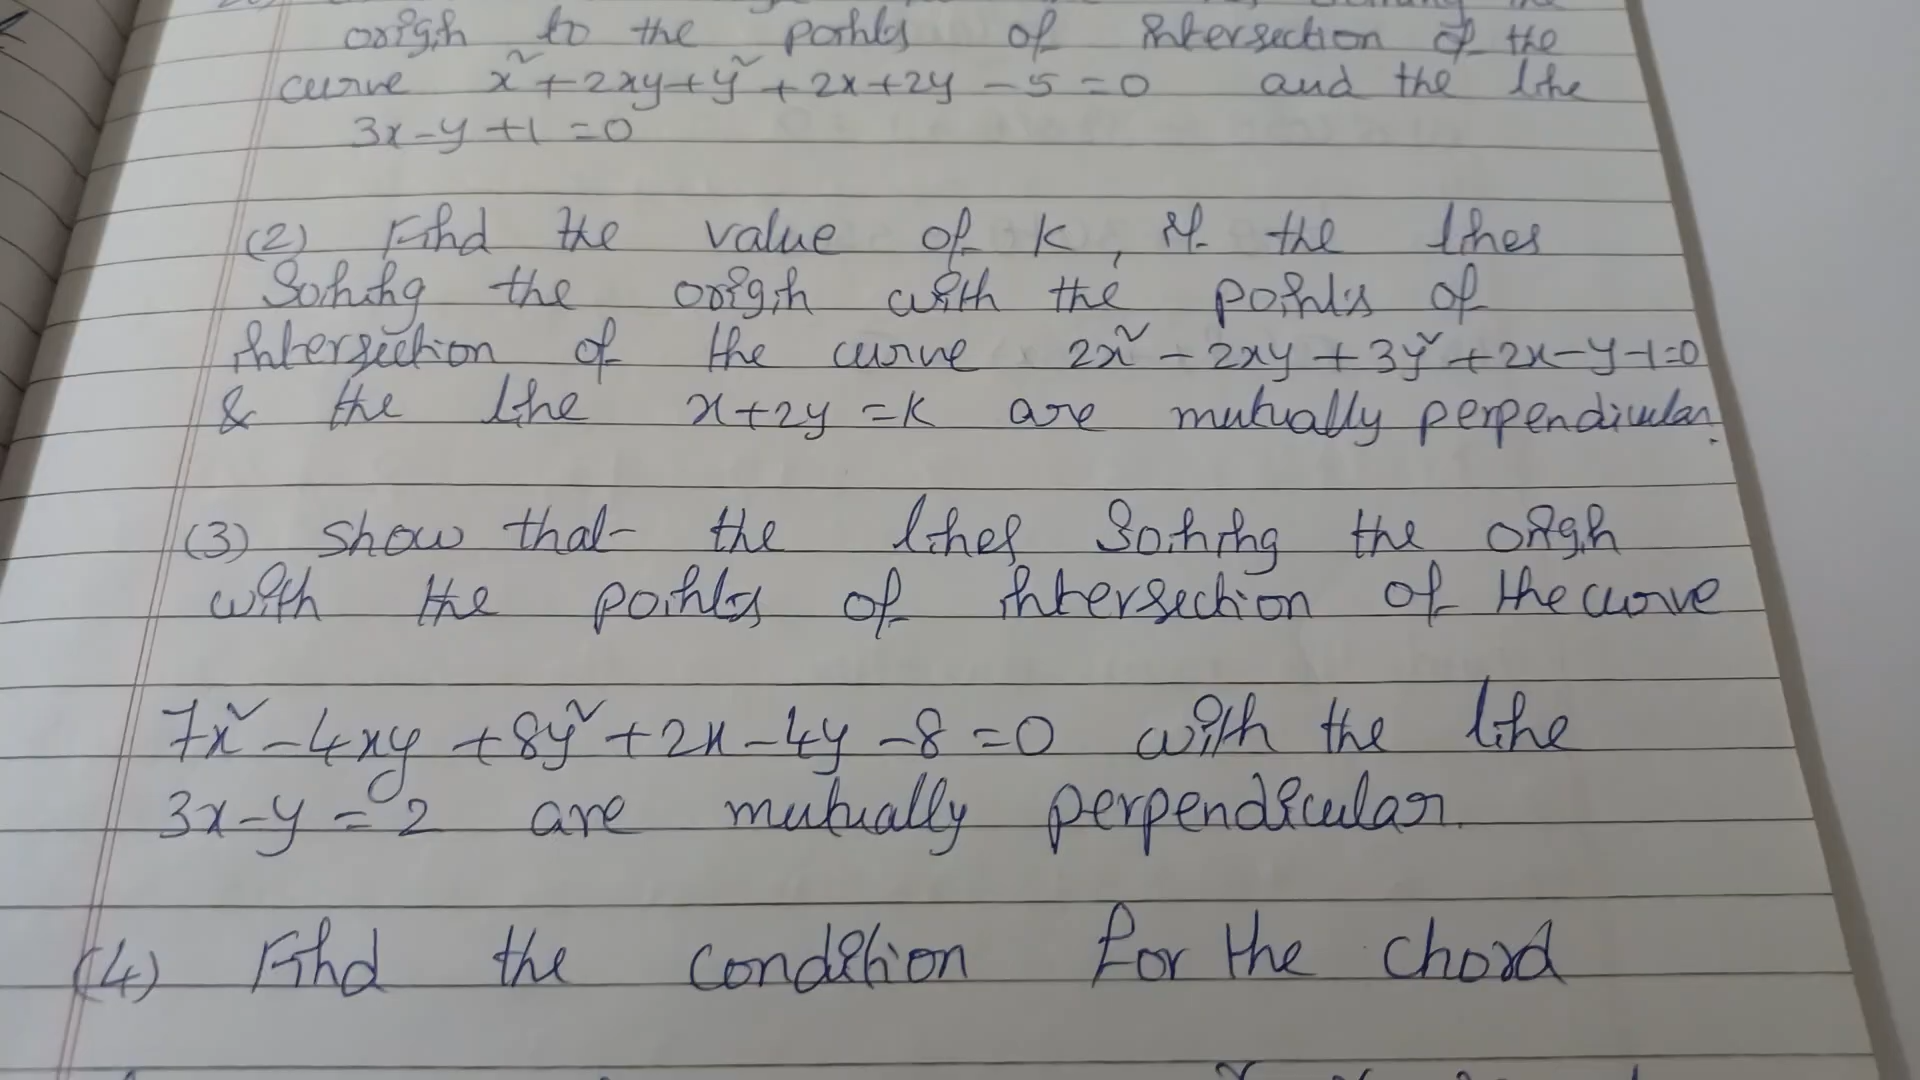 origin to the points of intersection of the
curve x²+2xy+y²+2x+2y-5=0 and the line
3x-y+1=0
(2) Find the value of k, if the lines
Joining the origin with the points of
intersection of the curve 2x²-2xy+3y²+2x-y-1=0
& the line x+2y=k are mutually perpendicular.
(3) show that the lines Joining the origin
with the points of intersection of the curve
7x²-4xy+8y²+2x-4y-8=0 with the line
3x-y=2 are mutually perpendicular.
(4) Find the condition for the chord